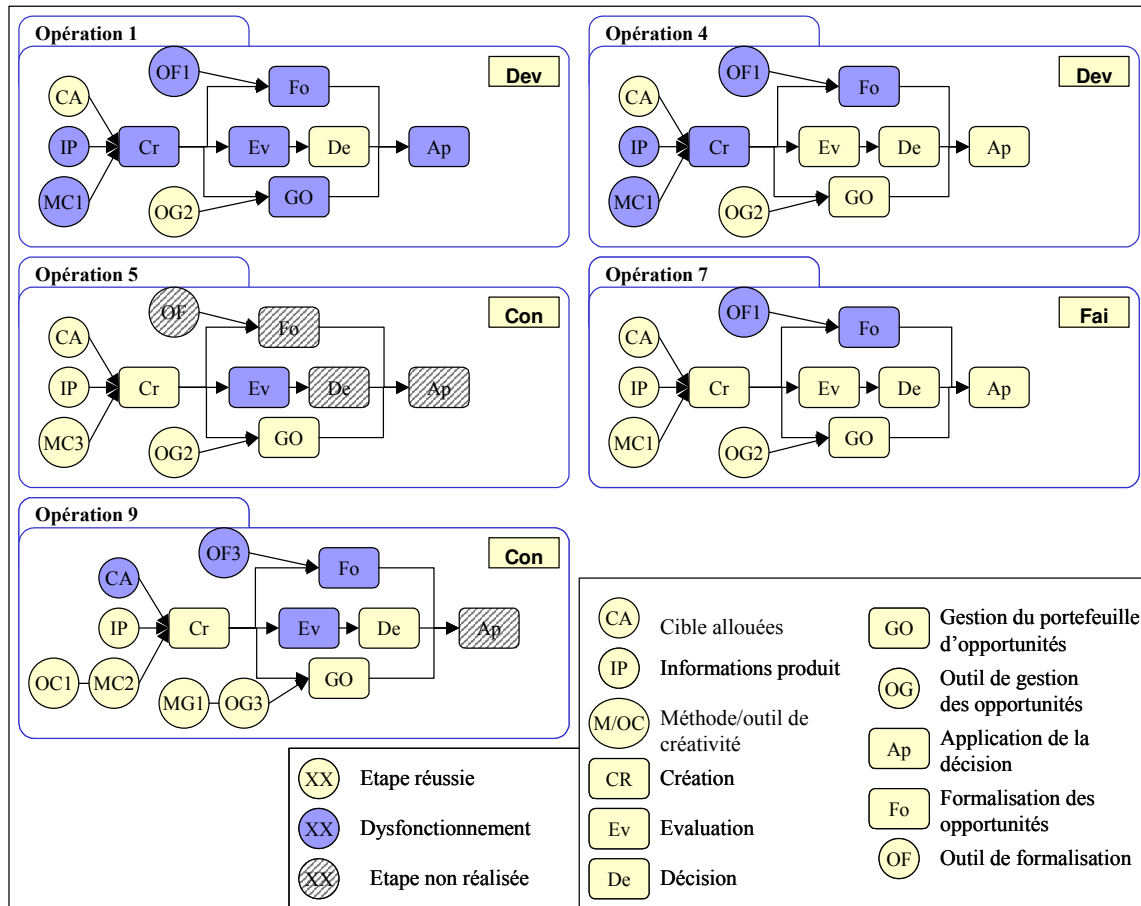 Opération 1
Dev
OF1
Fo
CA
IP
Cr
Ev
De
Ap
MC1
OG2
GO
Opération 4
Dev
OF1
Fo
CA
IP
Cr
Ev
De
Ap
MC1
OG2
GO
Opération 5
Con
OF
Fo
CA
IP
Cr
Ev
De
Ap
MC3
OG2
GO
Opération 7
Fai
OF1
Fo
CA
IP
Cr
Ev
De
Ap
MC1
OG2
GO
Opération 9
Con
OF3
Fo
CA
IP
Cr
Ev
De
Ap
OC1
MC2
MG1
OG3
GO
XX Etape réussie
XX Dysfonctionnement
XX Etape non réalisée
CA Cible allouées
IP Informations produit
M/OC Méthode/outil de
créativité
CR Création
Ev Evaluation
De Décision
GO Gestion du portefeuille
d'opportunités
OG Outil de gestion
des opportunités
Ap Application de la
décision
Fo Formalisation des
opportunités
OF Outil de formalisation